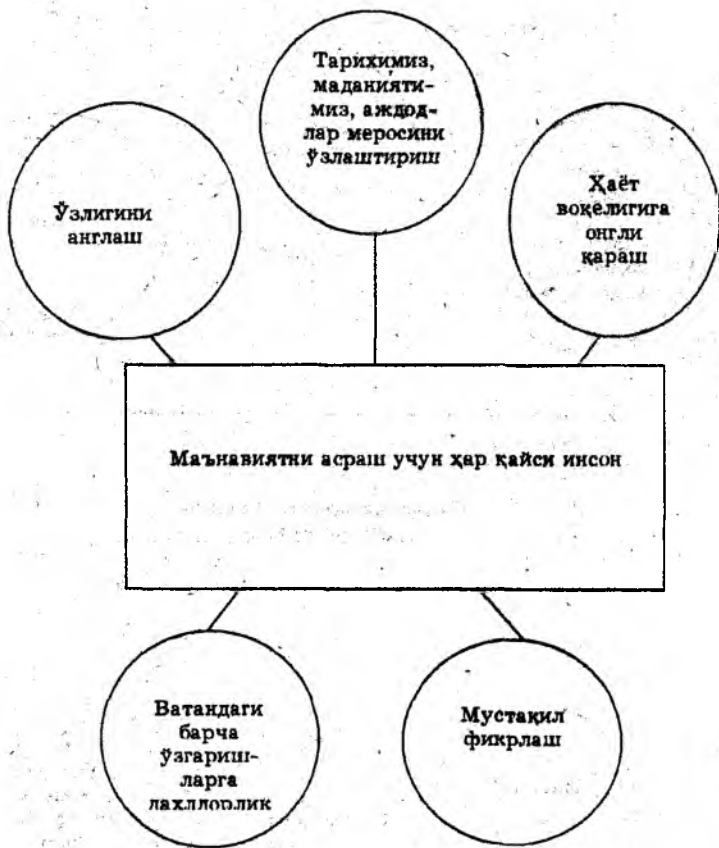 Тарихимиз,
маданияти-
миз, аждод-
лар меросини
ўзлаштириш
Ўзлигини
англаш
Ҳаёт
воқелигига
онгли
қараш
Маънавиятни асраш учун ҳар қайси инсон
Ватандаги
барча
ўзгариш-
ларга
Мустақил
фикрлаш